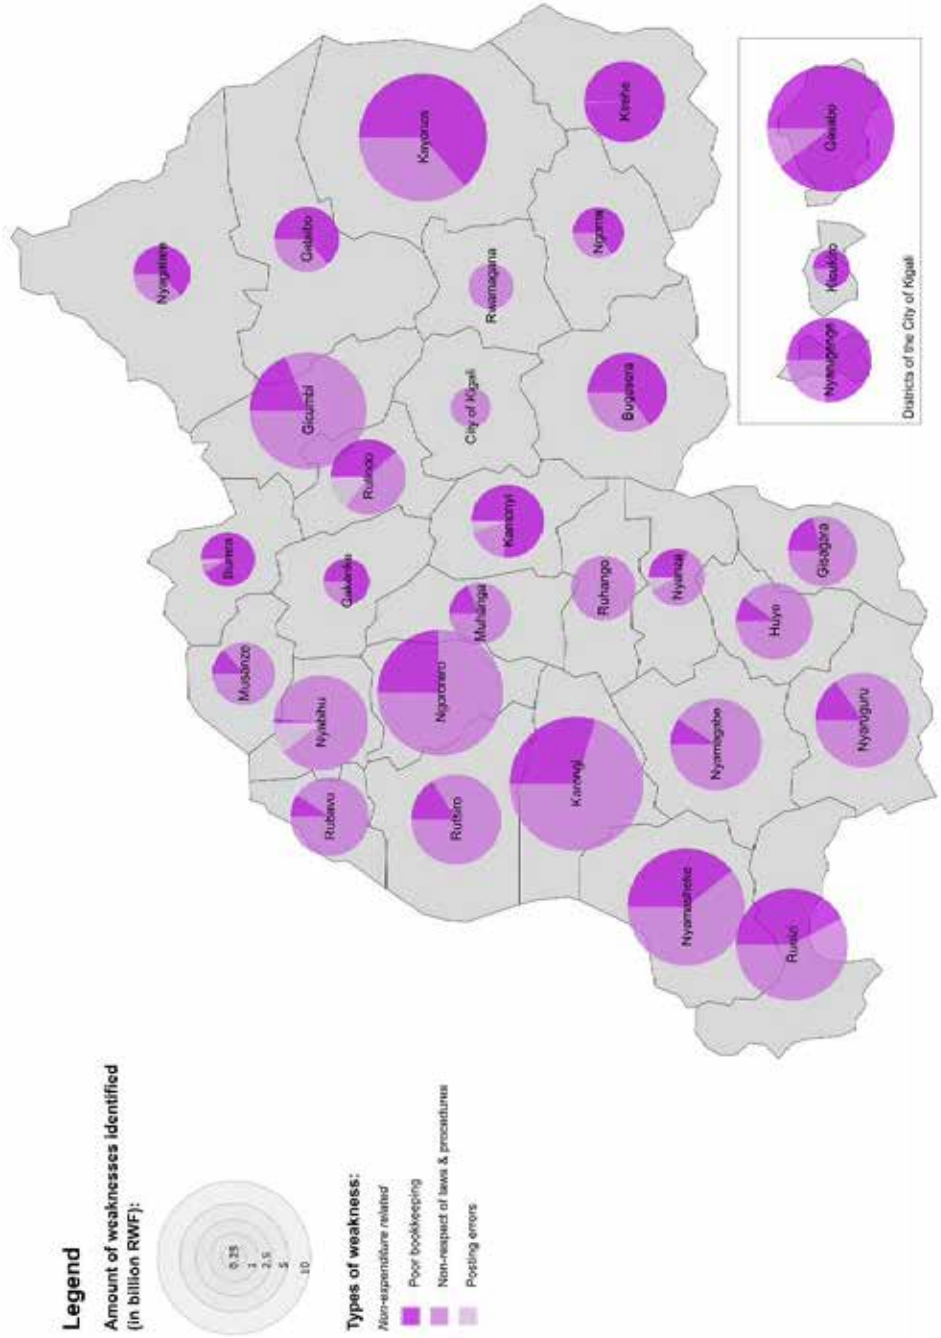 Legend
Amount of weaknesses identified
(in billion RWF):
0.25
1
2.5
5
10
Types of weakness:
Non-expenditure related
Poor bookkeeping
Non-respect of laws & procedures
Posting errors
Nyagatare
Gatsibo
Kayonza
Kirehe
Ngoma
Rwamagana
Gicumbi
City of Kigali
Bugesera
Rulindo
Burera
Gakenke
Kamonyi
Musanze
Muhanga
Ruhango
Nyanza
Gisagara
Huye
Nyabihu
Ngororero
Nyamagabe
Nyaruguru
Rubavu
Rutsiro
Karongi
Nyamasheke
Rusizi
Nyarugenge
Kicukiro
Gasabo
Districts of the City of Kigali